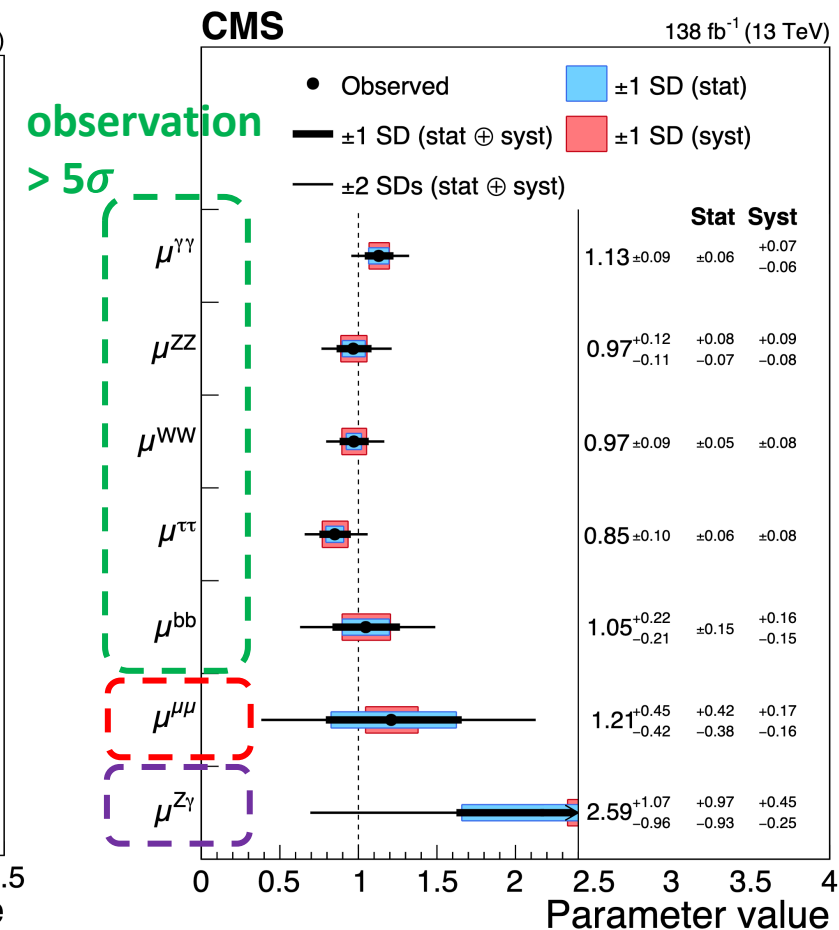 CMS
138 fb⁻¹ (13 TeV)
)
Observed
±1 SD (stat)
±1 SD (stat ⊕ syst)
±1 SD (syst)
±2 SDs (stat ⊕ syst)
observation
> 5σ
Stat Syst
μ^γγ 1.13 ±0.09 ±0.06 +0.07 −0.06
μ^ZZ 0.97 +0.12 −0.11 +0.08 −0.07 +0.09 −0.08
μ^WW 0.97 ±0.09 ±0.05 ±0.08
μ^ττ 0.85 ±0.10 ±0.06 ±0.08
μ^bb 1.05 +0.22 −0.21 ±0.15 +0.16 −0.15
μ^μμ 1.21 +0.45 −0.42 +0.42 −0.38 +0.17 −0.16
μ^Zγ 2.59 +1.07 −0.96 +0.97 −0.93 +0.45 −0.25
.5 0 0.5 1 1.5 2 2.5 3 3.5 4
e
Parameter value